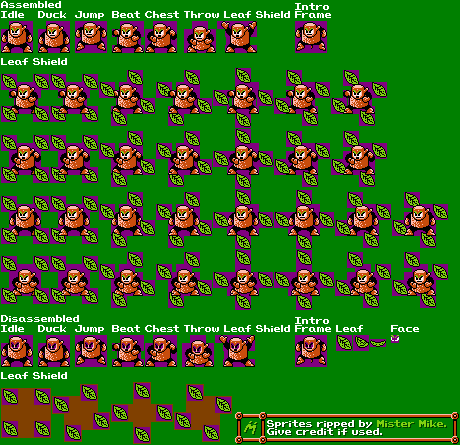 Assembled
Idle Duck Jump Beat Chest Throw Leaf Shield Intro Frame
Leaf Shield
Disassembled
Idle Duck Jump Beat Chest Throw Leaf Shield Intro Frame Leaf Face
Leaf Shield
Sprites ripped by Mister Mike.
Give credit if used.